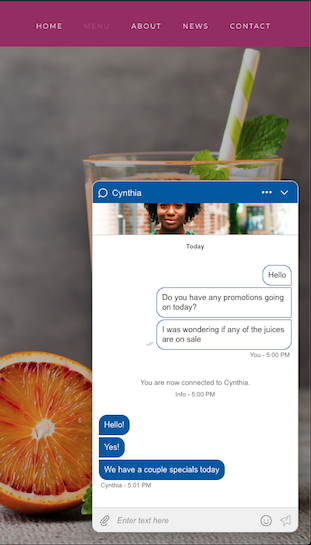 HOME MENU ABOUT NEWS CONTACT
Cynthia
Today
Hello
Do you have any promotions going
on today?
I was wondering if any of the juices
are on sale
You - 5:00 PM
You are now connected to Cynthia.
Info - 5:00 PM
Hello!
Yes!
We have a couple specials today
Cynthia - 5:01 PM
Enter text here